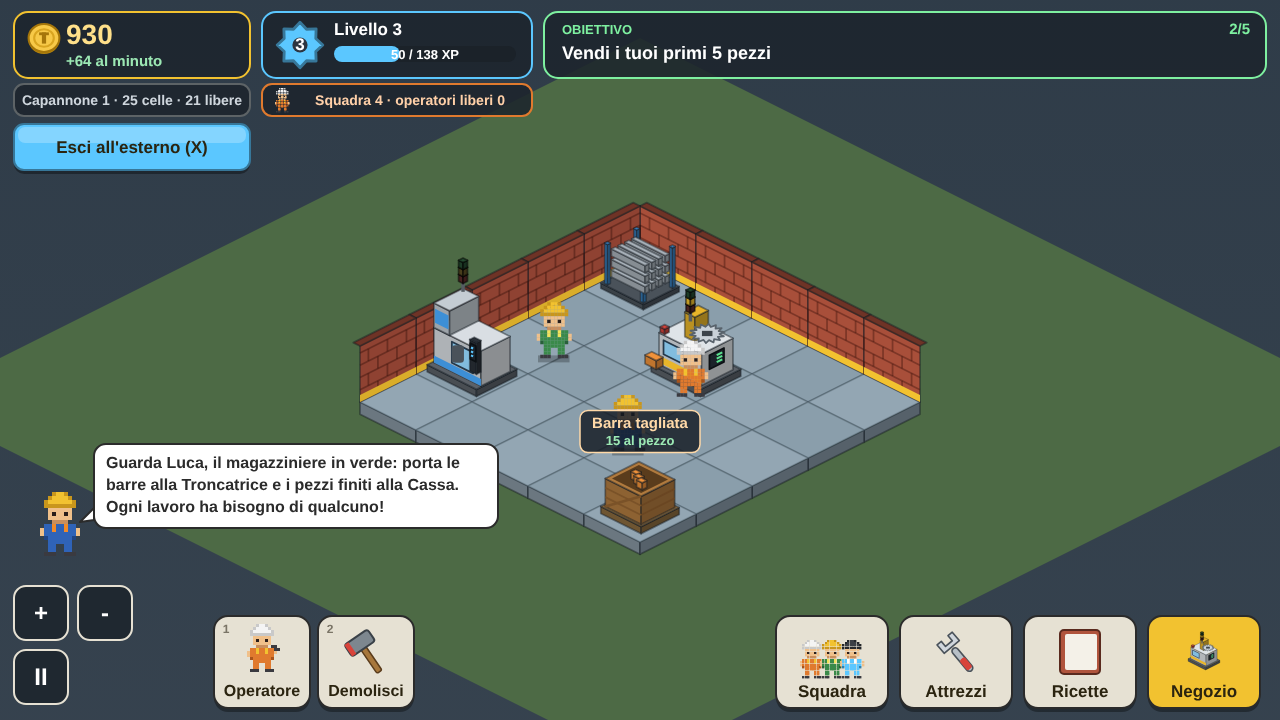 930
+64 al minuto
3
Livello 3
50 / 138 XP
OBIETTIVO
2/5
Vendi i tuoi primi 5 pezzi
Capannone 1 · 25 celle · 21 libere
Squadra 4 · operatori liberi 0
Esci all'esterno (X)
Barra tagliata
15 al pezzo
Guarda Luca, il magazziniere in verde: porta le
barre alla Troncatrice e i pezzi finiti alla Cassa.
Ogni lavoro ha bisogno di qualcuno!
+
-
II
1
Operatore
2
Demolisci
Squadra
Attrezzi
Ricette
Negozio